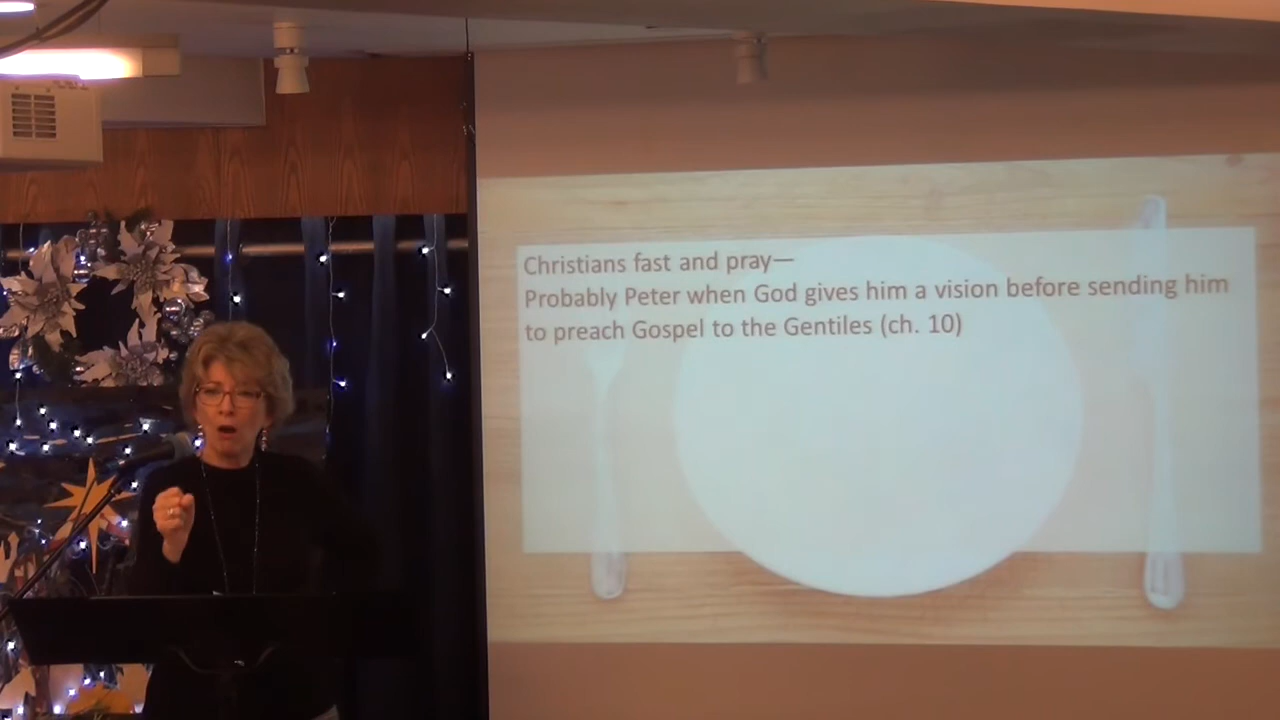 Christians fast and pray—
Probably Peter when God gives him a vision before sending him
to preach Gospel to the Gentiles (ch. 10)